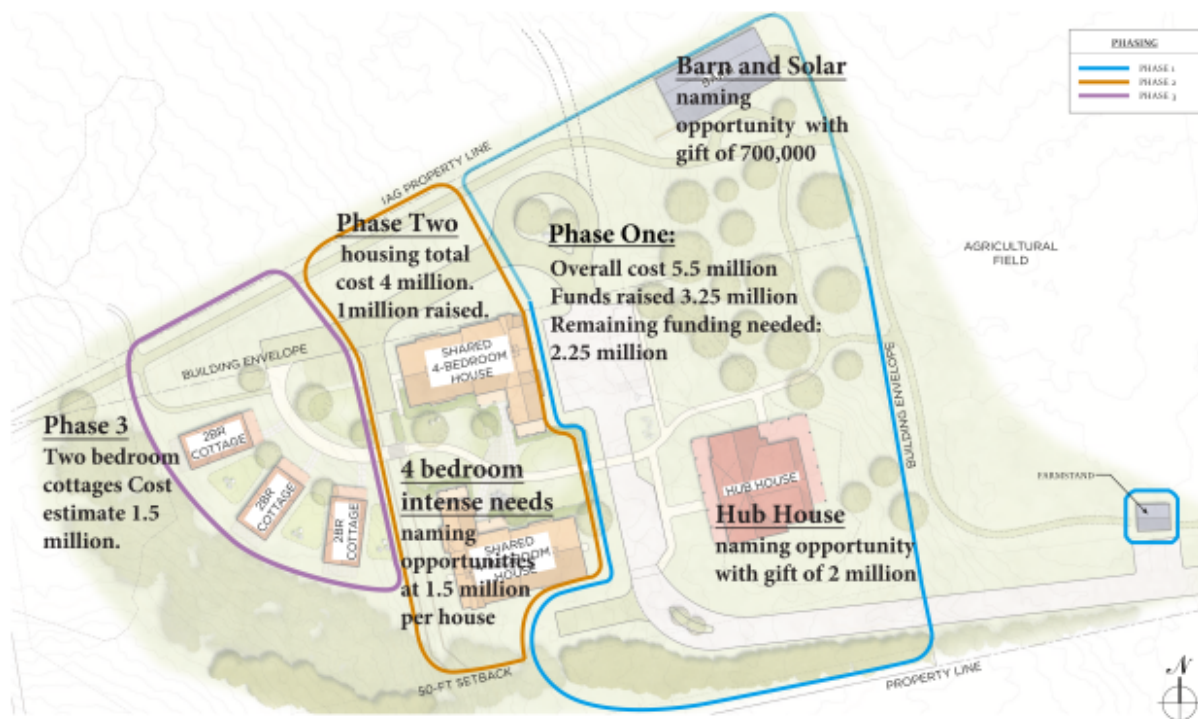 PHASING
PHASE 1
PHASE 2
PHASE 3
Barn and Solar
naming
opportunity with
gift of 700,000
IAG PROPERTY LINE
Phase Two
housing total
cost 4 million.
1million raised.
Phase One:
Overall cost 5.5 million
Funds raised 3.25 million
Remaining funding needed:
2.25 million
AGRICULTURAL
FIELD
SHARED
4-BEDROOM
HOUSE
BUILDING ENVELOPE
BUILDING ENVELOPE
Phase 3
Two bedroom
cottages Cost
estimate 1.5
million.
2BR
COTTAGE
2BR
COTTAGE
2BR
COTTAGE
4 bedroom
intense needs
naming
opportunities
at 1.5 million
per house
SHARED
HOUSE
HUB HOUSE
Hub House
naming opportunity
with gift of 2 million
FARMSTAND
50-FT SETBACK
PROPERTY LINE
N